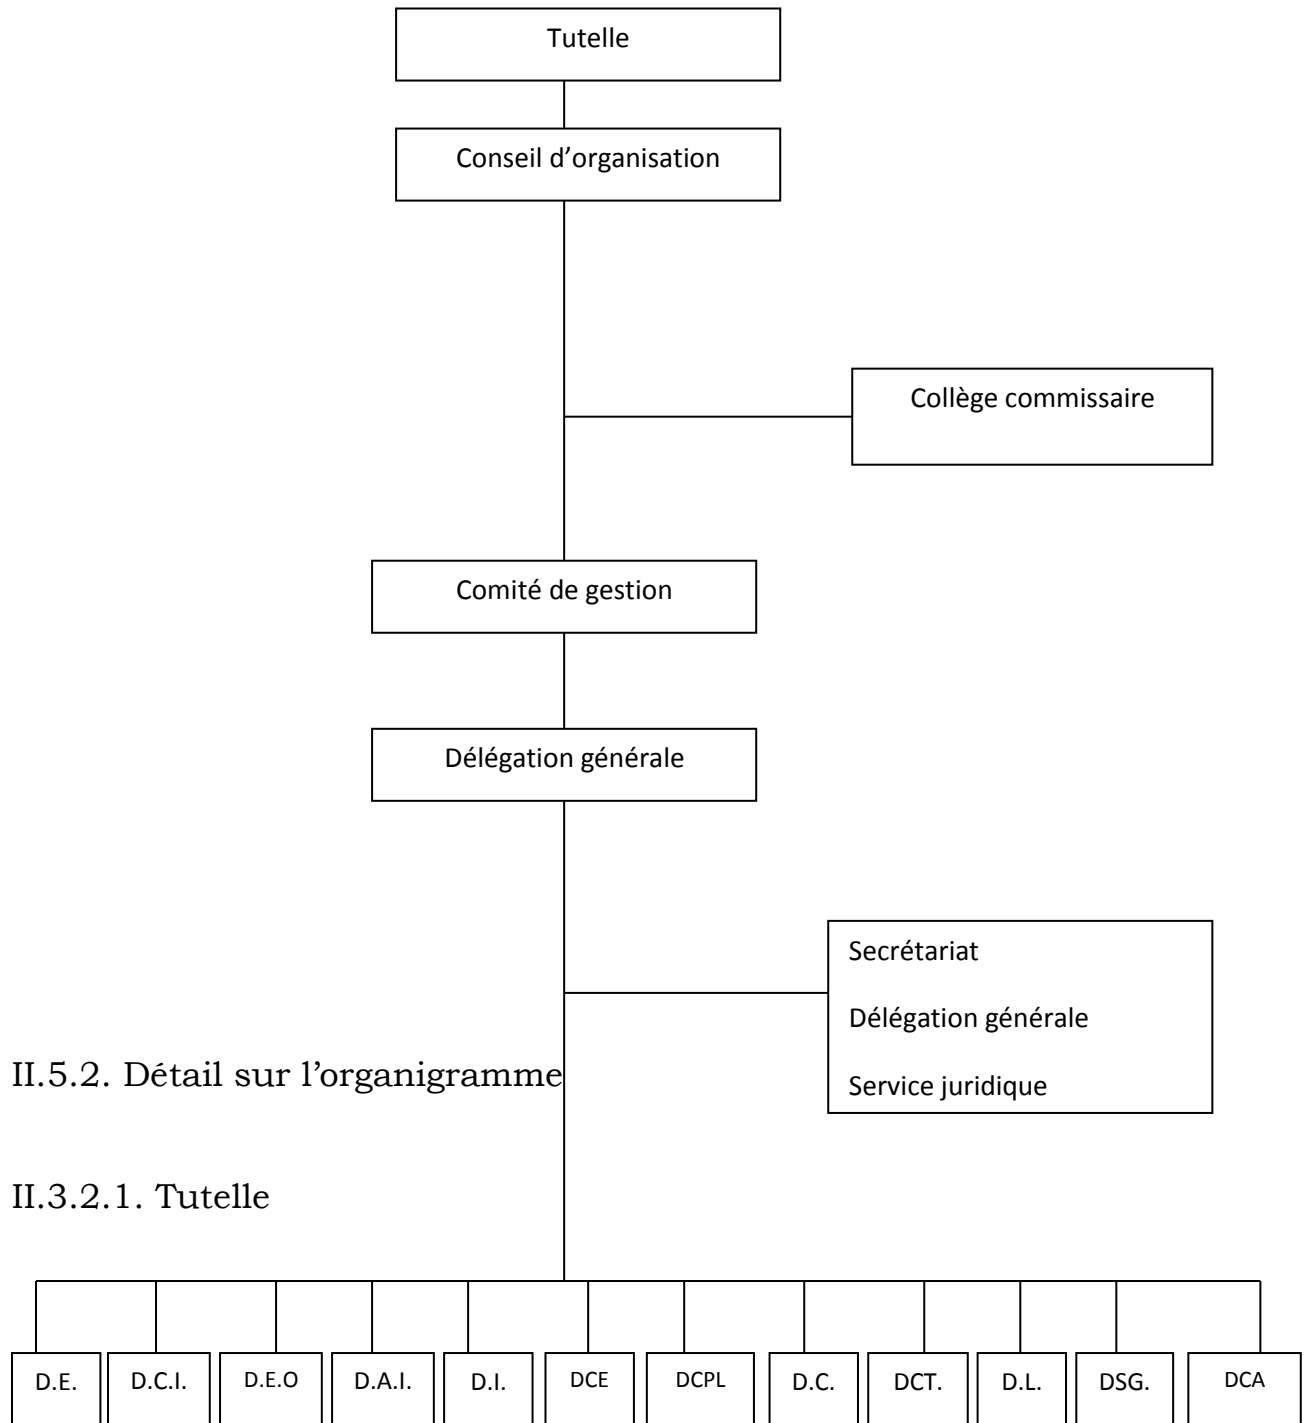 Tutelle
Conseil d’organisation
Collège commissaire
Comité de gestion
Délégation générale
Secrétariat
Délégation générale
Service juridique
II.5.2. Détail sur l’organigramme
II.3.2.1. Tutelle
D.E. D.C.I. D.E.O D.A.I. D.I. DCE DCPL D.C. DCT. D.L. DSG. DCA